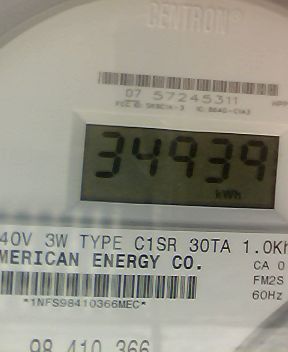 CENTRON®
07 57245311
34939
kWh
40V 3W TYPE C1SR 30TA 1.0Kh
MERICAN ENERGY CO.
CA 0
FM2S
60Hz
*1NFS98410366MEC*
98 410 366